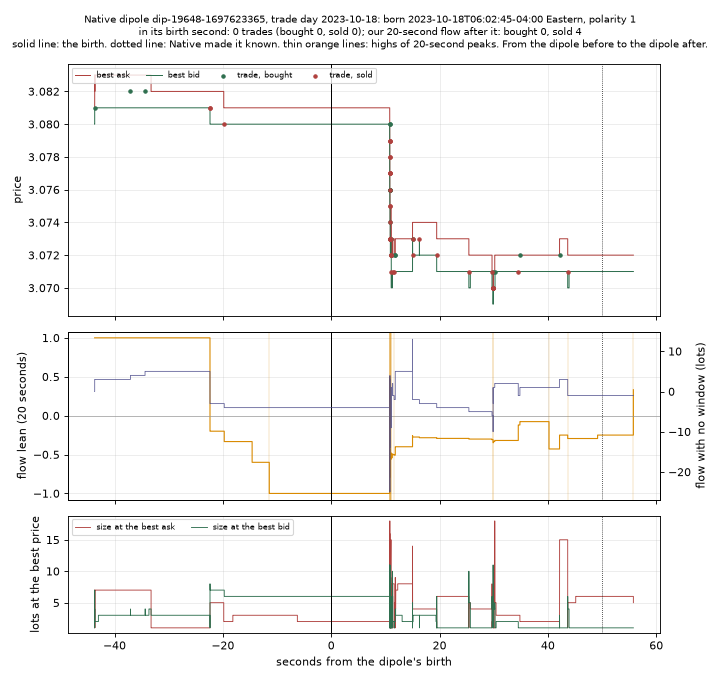 Native dipole dip-19648-1697623365, trade day 2023-10-18: born 2023-10-18T06:02:45-04:00 Eastern, polarity 1
in its birth second: 0 trades (bought 0, sold 0); our 20-second flow after it: bought 0, sold 4
solid line: the birth. dotted line: Native made it known. thin orange lines: highs of 20-second peaks. From the dipole before to the dipole after.
best ask
best bid
trade, bought
trade, sold
3.082
3.080
3.078
3.076
3.074
3.072
3.070
price
1.0
0.5
0.0
−0.5
−1.0
flow lean (20 seconds)
10
0
−10
−20
flow with no window (lots)
size at the best ask
size at the best bid
15
10
5
lots at the best price
−40
−20
0
20
40
60
seconds from the dipole's birth